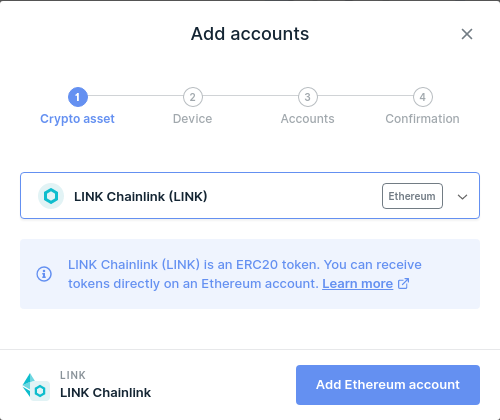 Add accounts
1 2 3 4
Crypto asset Device Accounts Confirmation
LINK Chainlink (LINK) Ethereum
LINK Chainlink (LINK) is an ERC20 token. You can receive
tokens directly on an Ethereum account. Learn more
LINK
LINK Chainlink
Add Ethereum account